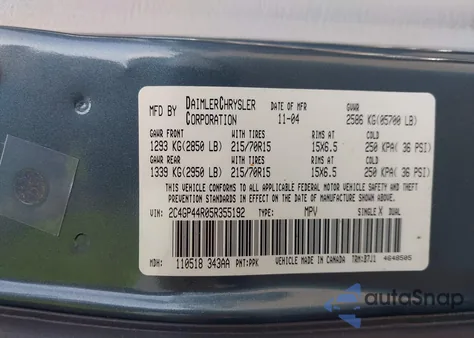 MFD BY DAIMLERCHRYSLER CORPORATION DATE OF MFR 11-04 GVWR 2586 KG(05700 LB)
GAWR FRONT WITH TIRES RIMS AT COLD
1293 KG(2850 LB) 215/70R15 15X6.5 250 KPA( 36 PSI)
GAWR REAR WITH TIRES RIMS AT COLD
1339 KG(2950 LB) 215/70R15 15X6.5 250 KPA( 36 PSI)
THIS VEHICLE CONFORMS TO ALL APPLICABLE FEDERAL MOTOR VEHICLE SAFETY AND
THEFT PREVENTION STANDARDS IN EFFECT ON THE DATE OF MANUFACTURE SHOWN ABOVE.
VIN: 2C4GP44R05R355192 TYPE: MPV SINGLE X DUAL
MDH: 110518 343AA PNT:PPK VEHICLE MADE IN CANADA TRM:B7J1 4648505
autoSnap